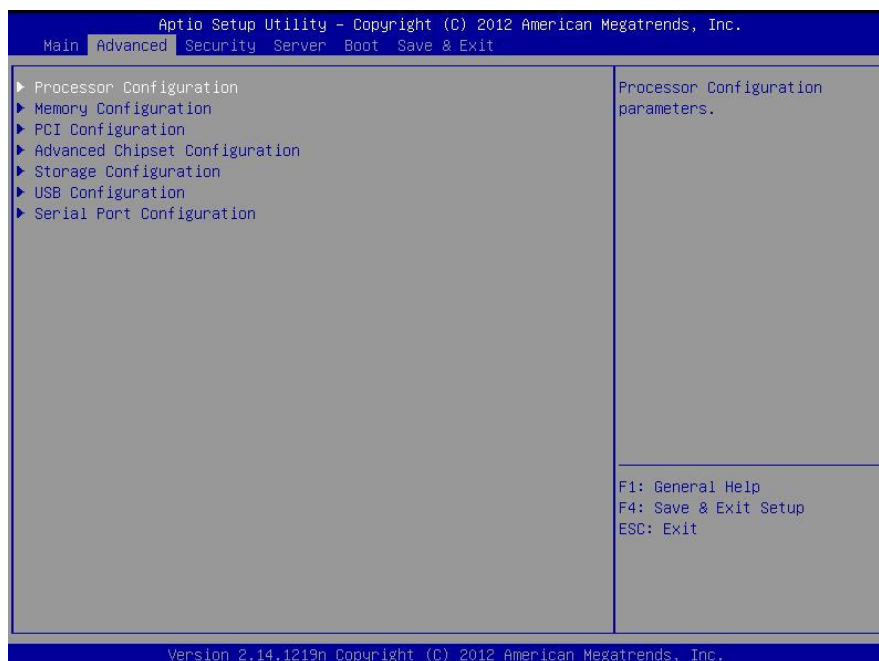 Aptio Setup Utility – Copyright (C) 2012 American Megatrends, Inc.
Main Advanced Security Server Boot Save & Exit
Processor Configuration
Memory Configuration
PCI Configuration
Advanced Chipset Configuration
Storage Configuration
USB Configuration
Serial Port Configuration
Processor Configuration
parameters.
F1: General Help
F4: Save & Exit Setup
ESC: Exit
Version 2.14.1219n Copyright (C) 2012 American Megatrends, Inc.